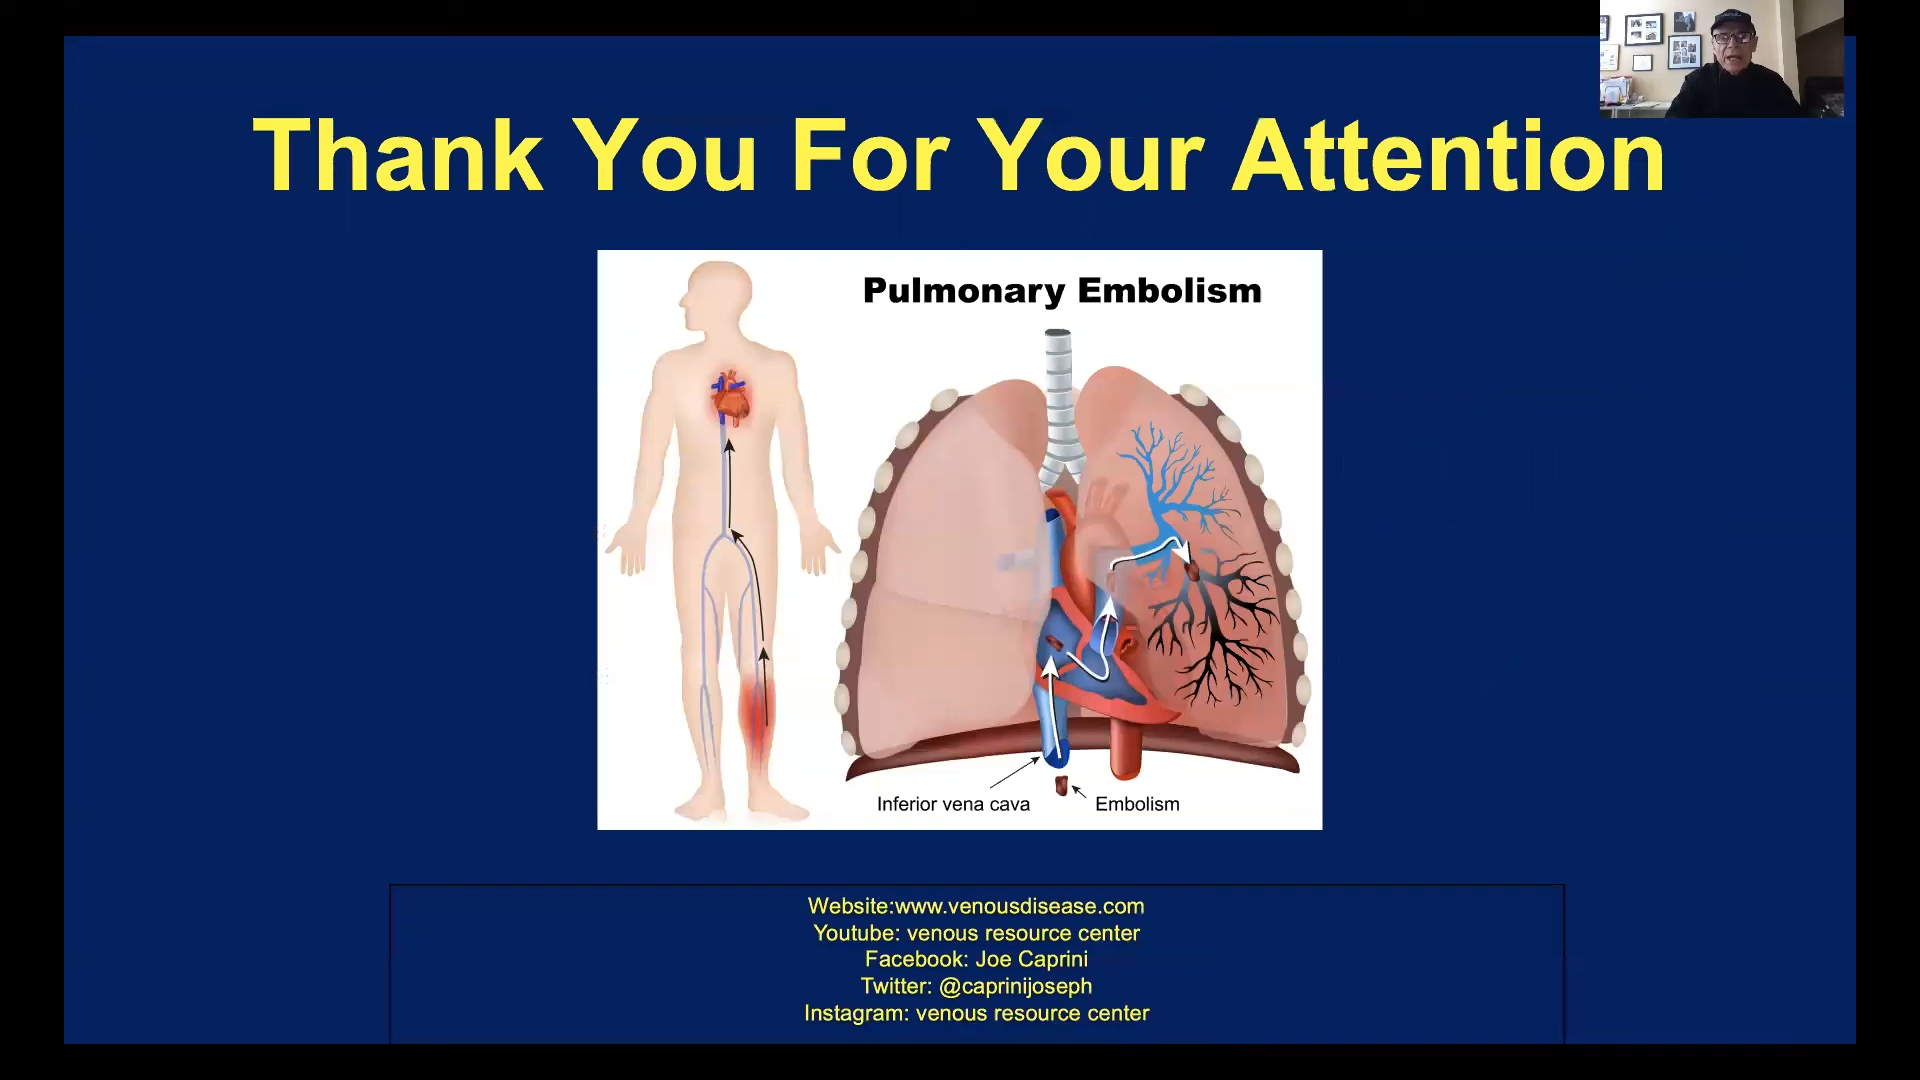 Thank You For Your Attention
Pulmonary Embolism
Inferior vena cava
Embolism
Website:www.venousdisease.com
Youtube: venous resource center
Facebook: Joe Caprini
Twitter: @caprinijoseph
Instagram: venous resource center